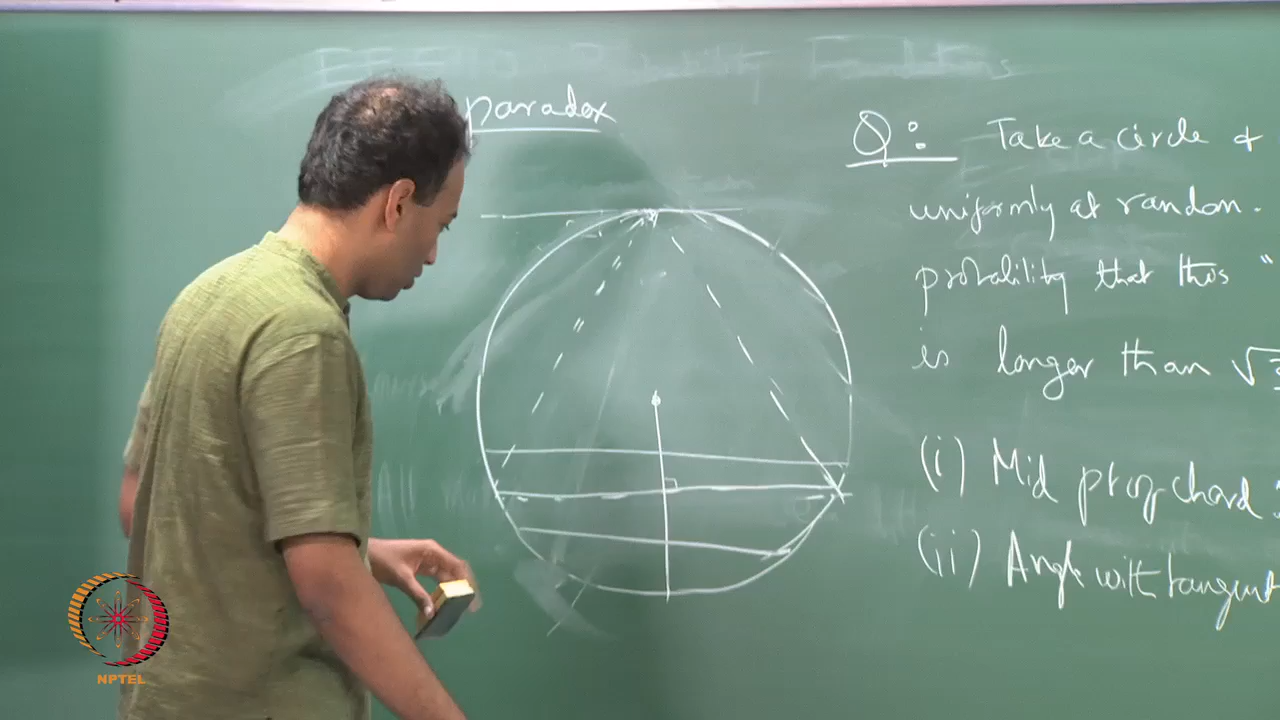 paradox
Q: Take a circle &
uniformly at random.
probability that this "
is longer than √3
(i) Mid pt of chord
(ii) Angle with tangent
NPTEL